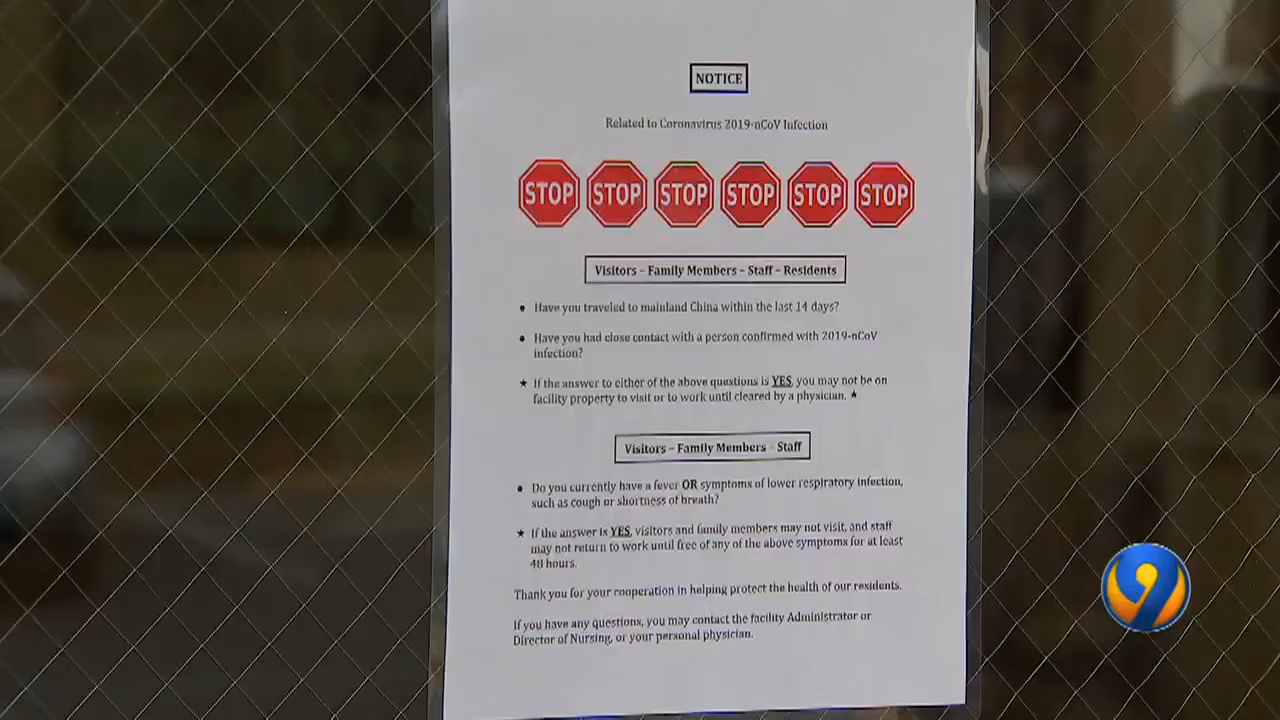 NOTICE
Related to Coronavirus 2019-nCoV Infection
STOP STOP STOP STOP STOP STOP
Visitors – Family Members – Staff – Residents
• Have you traveled to mainland China within the last 14 days?
• Have you had close contact with a person confirmed with 2019-nCoV
infection?
★ If the answer to either of the above questions is YES, you may not be on
facility property to visit or to work until cleared by a physician. ★
Visitors – Family Members – Staff
• Do you currently have a fever OR symptoms of lower respiratory infection,
such as cough or shortness of breath?
★ If the answer is YES, visitors and family members may not visit, and staff
may not return to work until free of any of the above symptoms for at least
48 hours.
Thank you for your cooperation in helping protect the health of our residents.
If you have any questions, you may contact the facility Administrator or
Director of Nursing, or your personal physician.
9